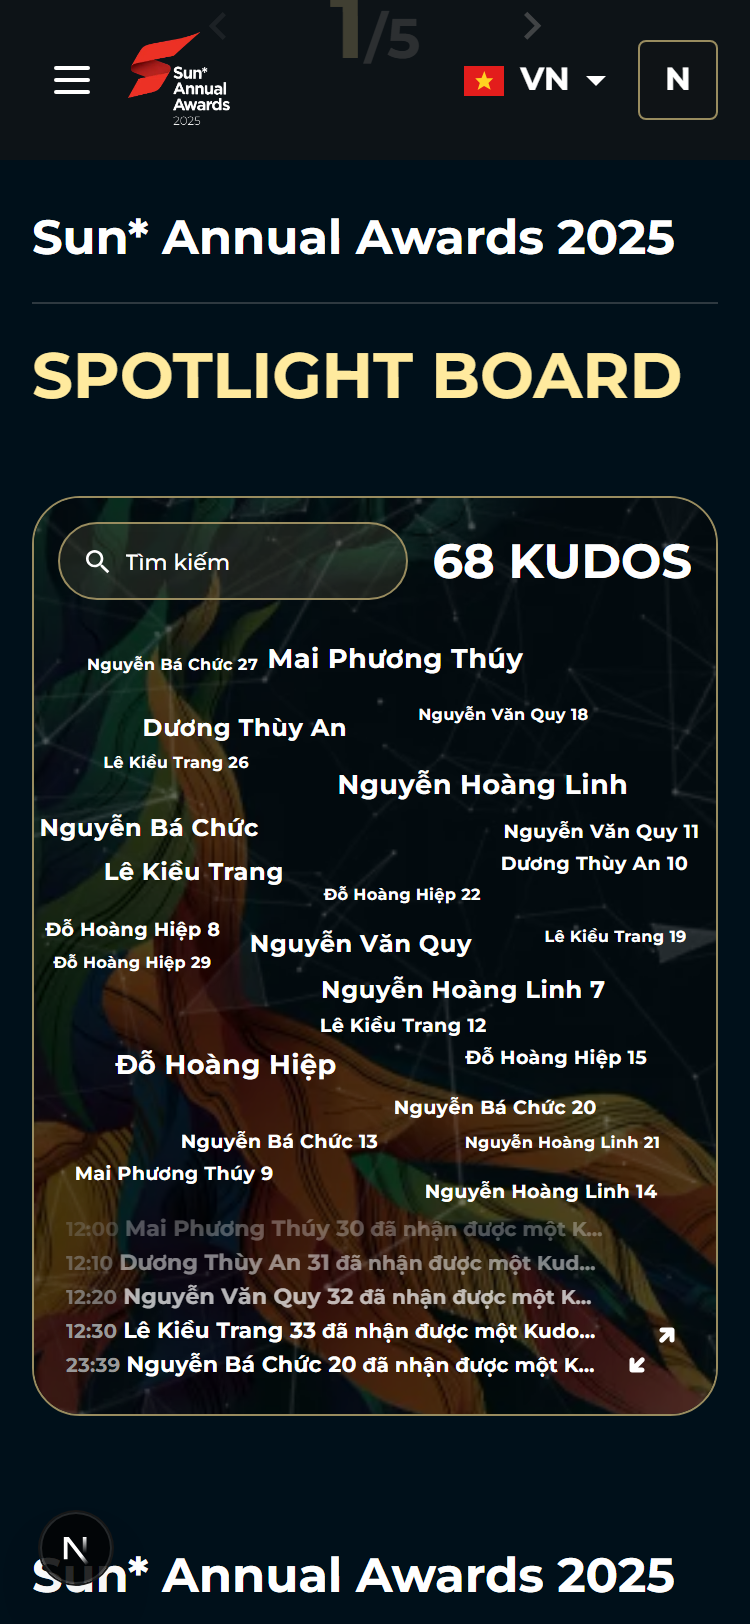 1/5
Sun*
Annual
Awards
2025
VN
N
Sun* Annual Awards 2025
SPOTLIGHT BOARD
Tìm kiếm
68 KUDOS
Nguyễn Bá Chức 27
Mai Phương Thúy
Nguyễn Văn Quy 18
Dương Thùy An
Lê Kiều Trang 26
Nguyễn Hoàng Linh
Nguyễn Bá Chức
Nguyễn Văn Quy 11
Dương Thùy An 10
Lê Kiều Trang
Đỗ Hoàng Hiệp 22
Đỗ Hoàng Hiệp 8
Nguyễn Văn Quy
Lê Kiều Trang 19
Đỗ Hoàng Hiệp 29
Nguyễn Hoàng Linh 7
Lê Kiều Trang 12
Đỗ Hoàng Hiệp
Đỗ Hoàng Hiệp 15
Nguyễn Bá Chức 20
Nguyễn Bá Chức 13
Nguyễn Hoàng Linh 21
Mai Phương Thúy 9
Nguyễn Hoàng Linh 14
12:00 Mai Phương Thúy 30 đã nhận được một K...
12:10 Dương Thùy An 31 đã nhận được một Kud...
12:20 Nguyễn Văn Quy 32 đã nhận được một K...
12:30 Lê Kiều Trang 33 đã nhận được một Kudo...
23:39 Nguyễn Bá Chức 20 đã nhận được một K...
N
Sun* Annual Awards 2025